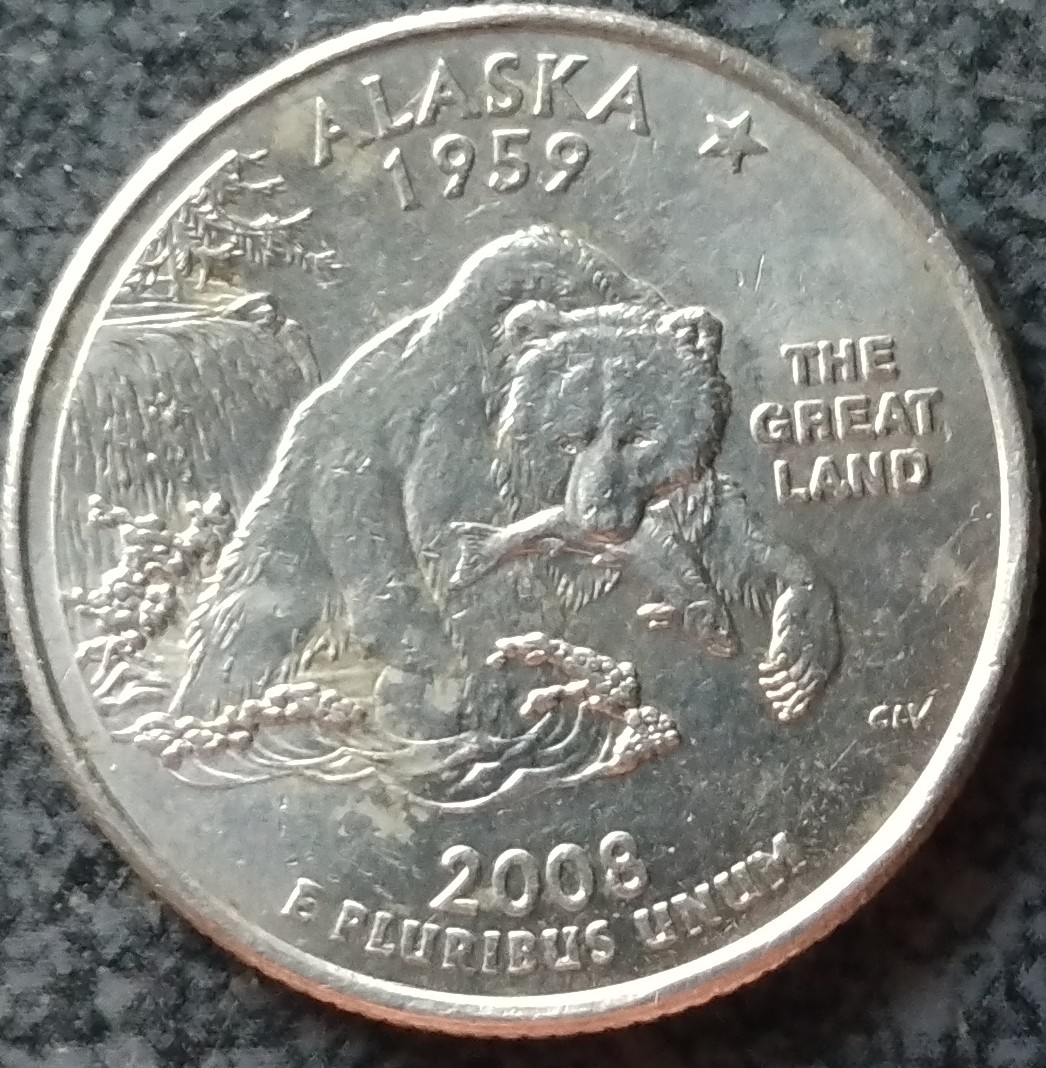 ALASKA
1959
THE
GREAT
LAND
2008
E PLURIBUS UNUM